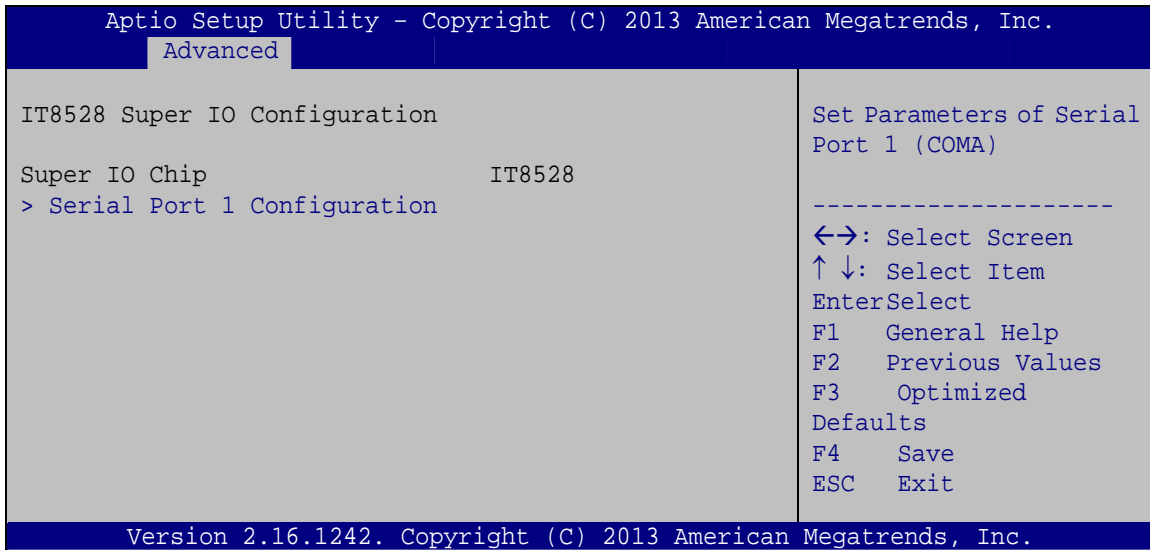 Aptio Setup Utility – Copyright (C) 2013 American Megatrends, Inc.
Advanced
IT8528 Super IO Configuration
Super IO Chip IT8528
> Serial Port 1 Configuration
Set Parameters of Serial
Port 1 (COMA)
---------------------
←→: Select Screen
↑ ↓: Select Item
EnterSelect
F1 General Help
F2 Previous Values
F3 Optimized
Defaults
F4 Save
ESC Exit
Version 2.16.1242. Copyright (C) 2013 American Megatrends, Inc.